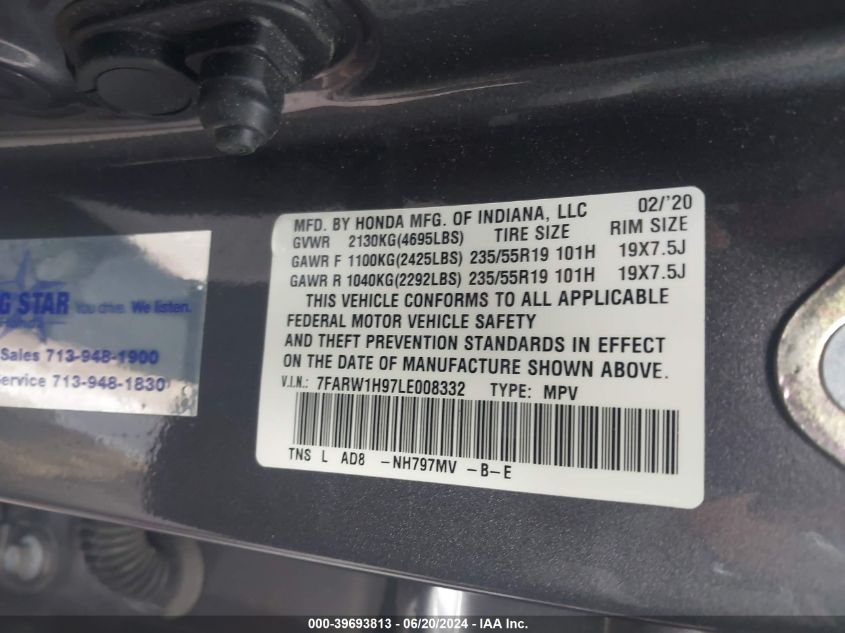 MFD. BY HONDA MFG. OF INDIANA, LLC 02/'20
GVWR 2130KG(4695LBS) TIRE SIZE RIM SIZE
GAWR F 1100KG(2425LBS) 235/55R19 101H 19X7.5J
GAWR R 1040KG(2292LBS) 235/55R19 101H 19X7.5J
THIS VEHICLE CONFORMS TO ALL APPLICABLE
FEDERAL MOTOR VEHICLE SAFETY
AND THEFT PREVENTION STANDARDS IN EFFECT
ON THE DATE OF MANUFACTURE SHOWN ABOVE.
V.I.N.: 7FARW1H97LE008332 TYPE: MPV
TNS L AD8 -NH797MV -B-E
STAR You drive. We listen.
Sales 713-948-1900
713-948-1830
000-39693813 - 06/20/2024 - IAA Inc.